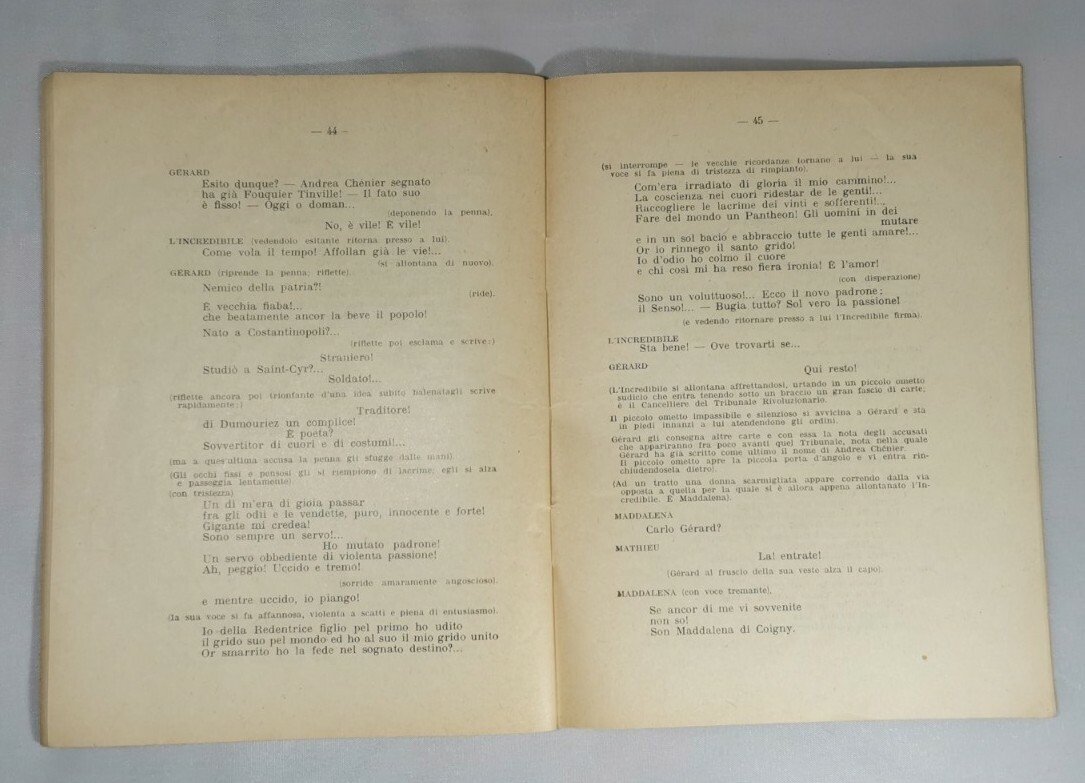 — 44 —
GÉRARD
Esito dunque? — Andrea Chénier segnato
ha già Fouquier Tinville! — Il fato suo
è fisso! — Oggi o doman...
(deponendo la penna).
No, è vile! È vile!
L'INCREDIBILE (vedendolo esitante ritorna presso a lui).
Come vola il tempo! Affollan già le vie!...
(si allontana di nuovo).
GÉRARD (riprende la penna; riflette).
Nemico della patria?!
(ride).
È vecchia fiaba!...
che beatamente ancor la beve il popolo!
Nato a Costantinopoli?...
(riflette poi esclama e scrive:)
Straniero!
Studiò a Saint-Cyr?...
Soldato!...
(riflette ancora poi trionfante d'una idea subito balenatagli scrive
rapidamente:)
Traditore!
di Dumouriez un complice!
È poeta?
Sovvertitor di cuori e di costumi!...
(ma a ques'ultima accusa la penna gli sfugge dalle mani).
(Gli occhi fissi e pensosi gli si riempiono di lacrime; egli si alza
e passeggia lentamente).
(con tristezza)
Un dì m'era di gioia passar
fra gli odii e le vendette, puro, innocente e forte!
Gigante mi credea!
Sono sempre un servo!...
Ho mutato padrone!
Un servo obbediente di violenta passione!
Ah, peggio! Uccido e tremo!
(sorride amaramente angoscioso).
e mentre uccido, io piango!
(la sua voce si fa affannosa, violenta a scatti e piena di entusiasmo).
Io della Redentrice figlio pel primo ho udito
il grido suo pel mondo ed ho al suo il mio grido unito
Or smarrito ho la fede nel sognato destino?...
— 45 —
(si interrompe — le vecchie ricordanze tornano a lui — la sua
voce si fa piena di tristezza di rimpianto).
Com'era irradiato di gloria il mio cammino!...
La coscienza nei cuori ridestar de le genti!...
Raccogliere le lacrime dei vinti e sofferenti!...
Fare del mondo un Pantheon! Gli uomini in dei
mutare
e in un sol bacio e abbraccio tutte le genti amare!...
Or io rinnego il santo grido!
Io d'odio ho colmo il cuore
e chi così mi ha reso fiera ironia! È l'amor!
(con disperazione)
Sono un voluttuoso!... Ecco il novo padrone:
il Senso!... — Bugia tutto? Sol vero la passione!
(e vedendo ritornare presso a lui l'Incredibile firma).
L'INCREDIBILE
Sta bene! — Ove trovarti se...
GÉRARD
Qui resto!
(L'Incredibile si allontana affrettandosi, urtando in un piccolo ometto
sudicio che entra tenendo sotto un braccio un gran fascio di carte;
è il Cancelliere del Tribunale Rivoluzionario.
Il piccolo ometto impassibile e silenzioso si avvicina a Gérard e sta
in piedi innanzi a lui atendendone gli ordini.
Gérard gli consegna altre carte e con essa la nota degli accusati
che appariranno fra poco avanti quel Tribunale, nota nella quale
Gérard ha già scritto come ultimo il nome di Andrea Chénier.
Il piccolo ometto apre la piccola porta d'angolo e vi entra rin-
chiudendosela dietro).
(Ad un tratto una donna scarmigliata appare correndo dalla via
opposta a quella per la quale si è allora appena allontanato l'In-
credibile. È Maddalena).
MADDALENA
Carlo Gérard?
MATHIEU
La! entrate!
(Gérard al fruscio della sua veste alza il capo).
MADDALENA (con voce tremante).
Se ancor di me vi sovvenite
non so!
Son Maddalena di Coigny.